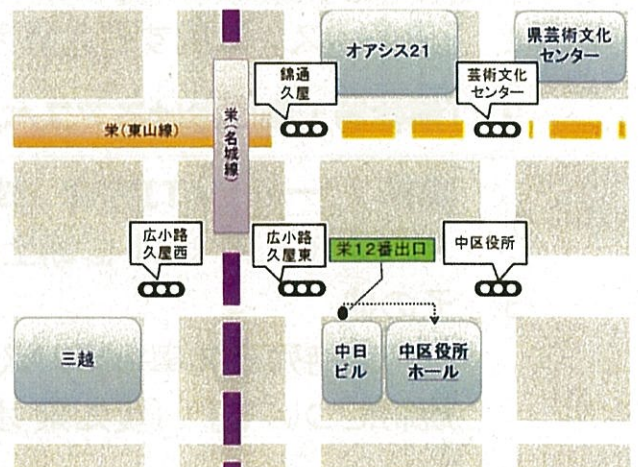 オアシス21
県芸術文化
センター
錦通
久屋
芸術文化
センター
栄(東山線)
栄(名城線)
広小路
久屋西
広小路
久屋東
栄12番出口
中区役所
三越
中日
ビル
中区役所
ホール